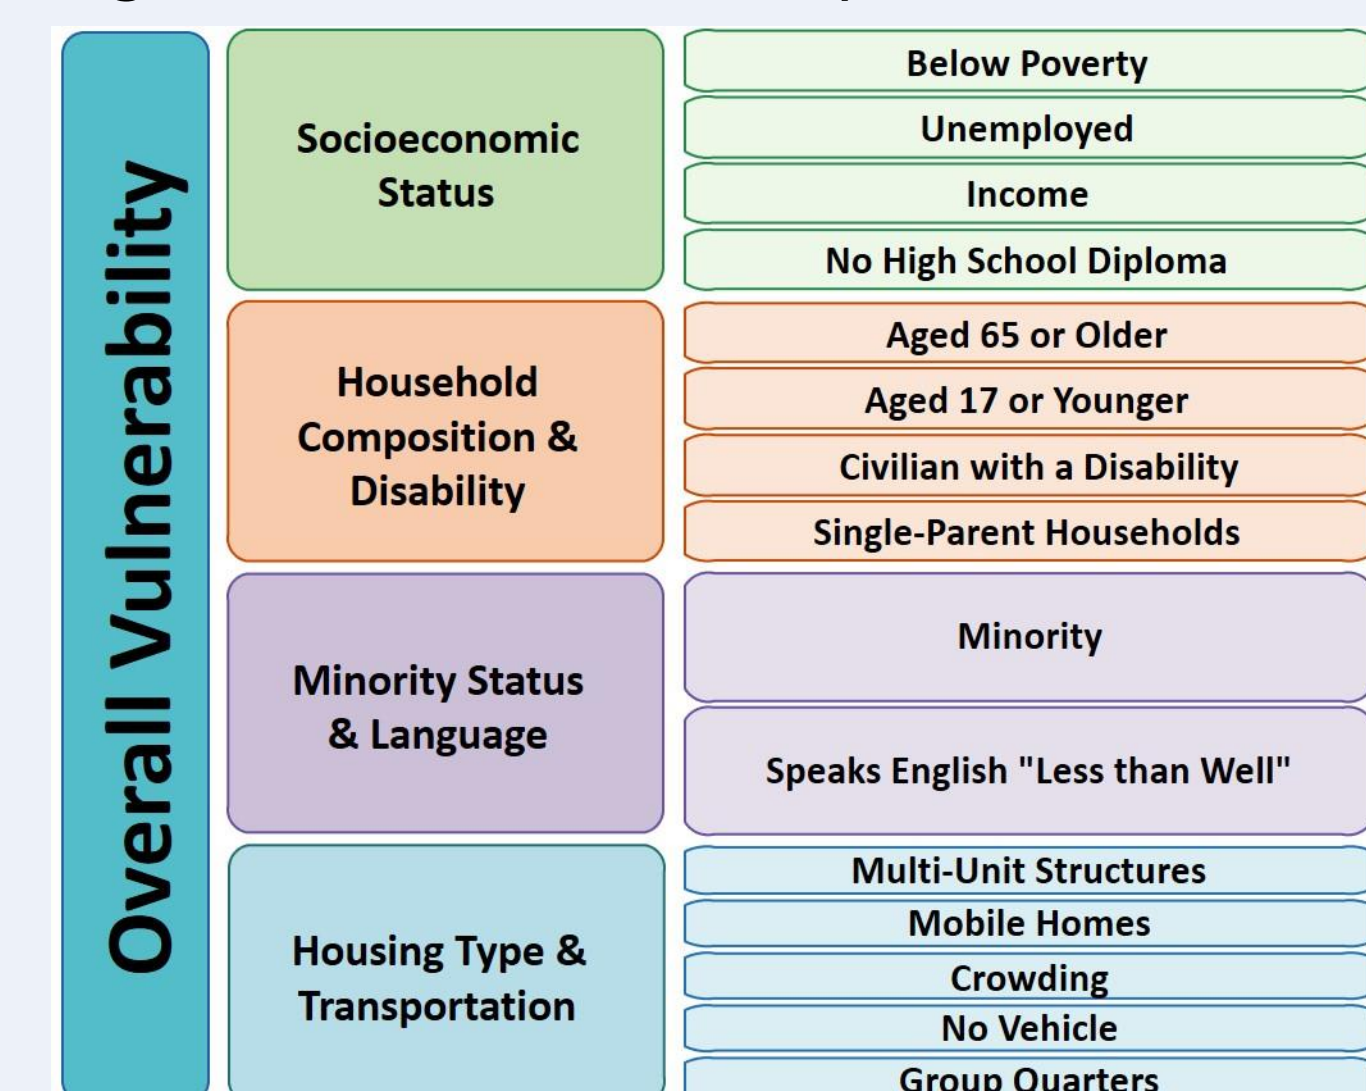 Overall Vulnerability
Socioeconomic
Status
Below Poverty
Unemployed
Income
No High School Diploma
Household
Composition &
Disability
Aged 65 or Older
Aged 17 or Younger
Civilian with a Disability
Single-Parent Households
Minority Status
& Language
Minority
Speaks English "Less than Well"
Housing Type &
Transportation
Multi-Unit Structures
Mobile Homes
Crowding
No Vehicle
Group Quarters